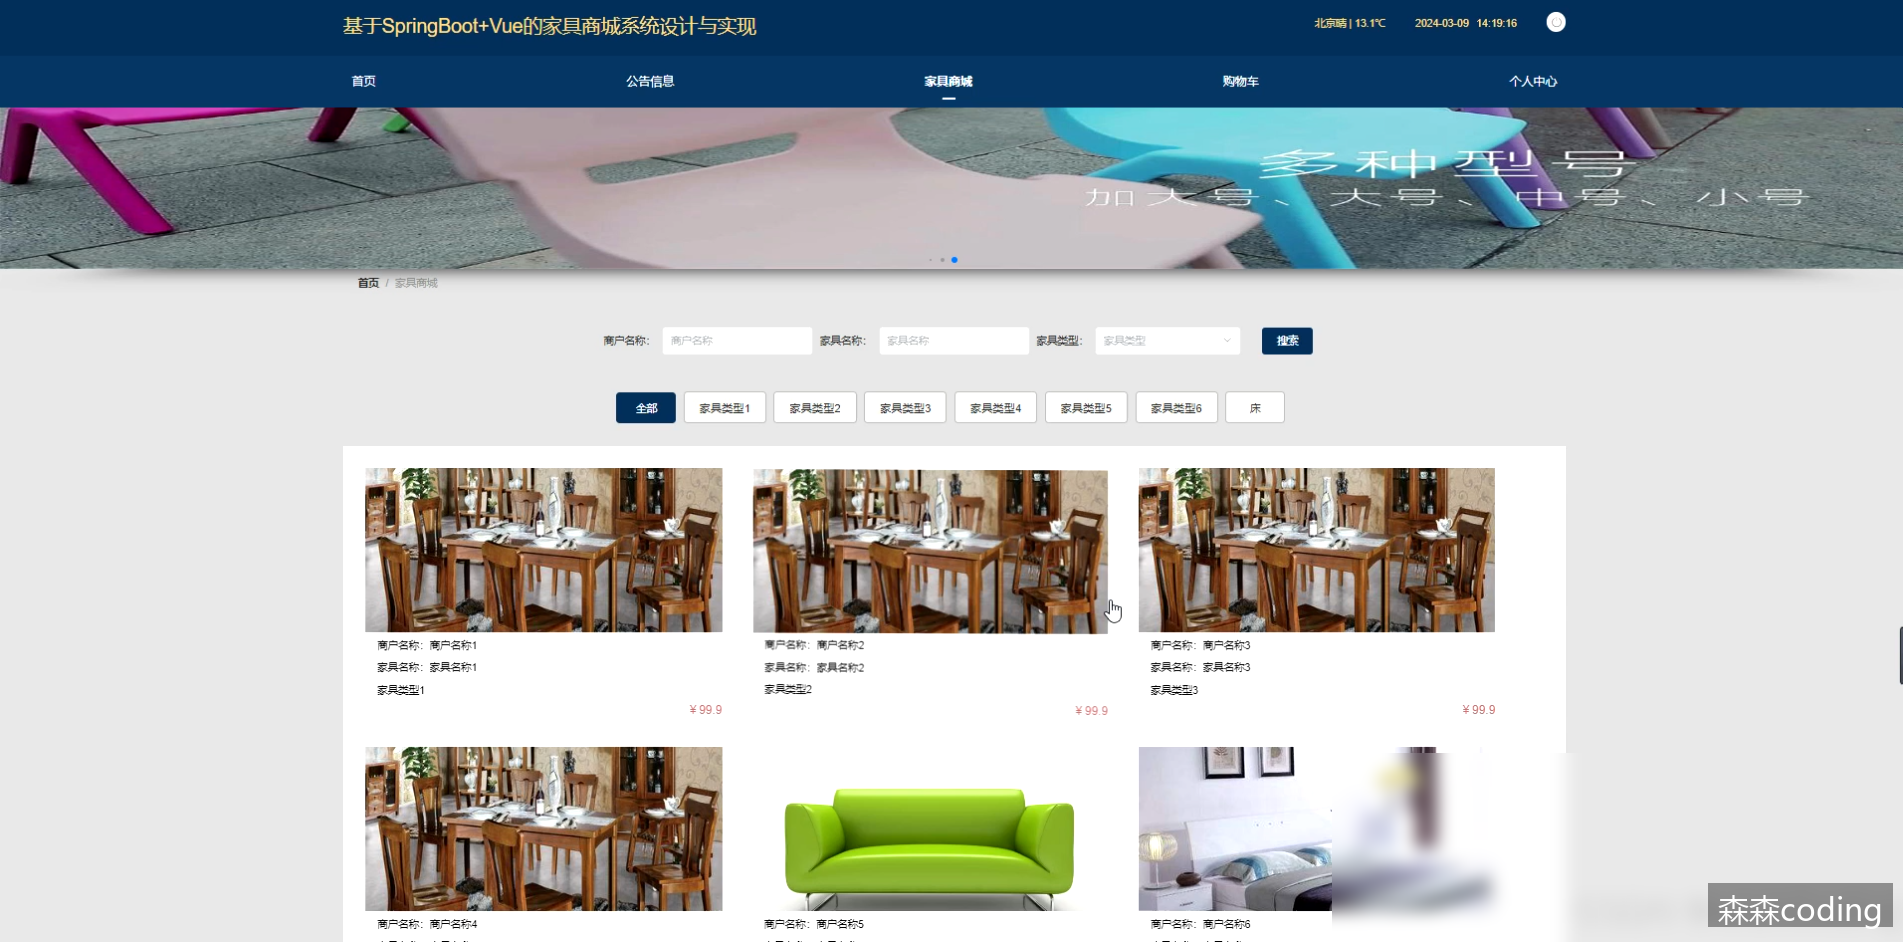 基于SpringBoot+Vue的家具商城系统设计与实现
北京晴 | 13.1℃ 2024-03-09 14:19:16
首页 公告信息 家具商城 购物车 个人中心
多种型号
加大号、大号、中号、小号
首页 / 家具商城
商户名称: 商户名称 家具名称: 家具名称 家具类型: 家具类型 搜索
全部 家具类型1 家具类型2 家具类型3 家具类型4 家具类型5 家具类型6 床
商户名称: 商户名称1 商户名称: 商户名称2 商户名称: 商户名称3
家具名称: 家具名称1 家具名称: 家具名称2 家具名称: 家具名称3
家具类型1 家具类型2 家具类型3
¥ 99.9 ¥ 99.9 ¥ 99.9
商户名称: 商户名称4 商户名称: 商户名称5 商户名称: 商户名称6
森森coding